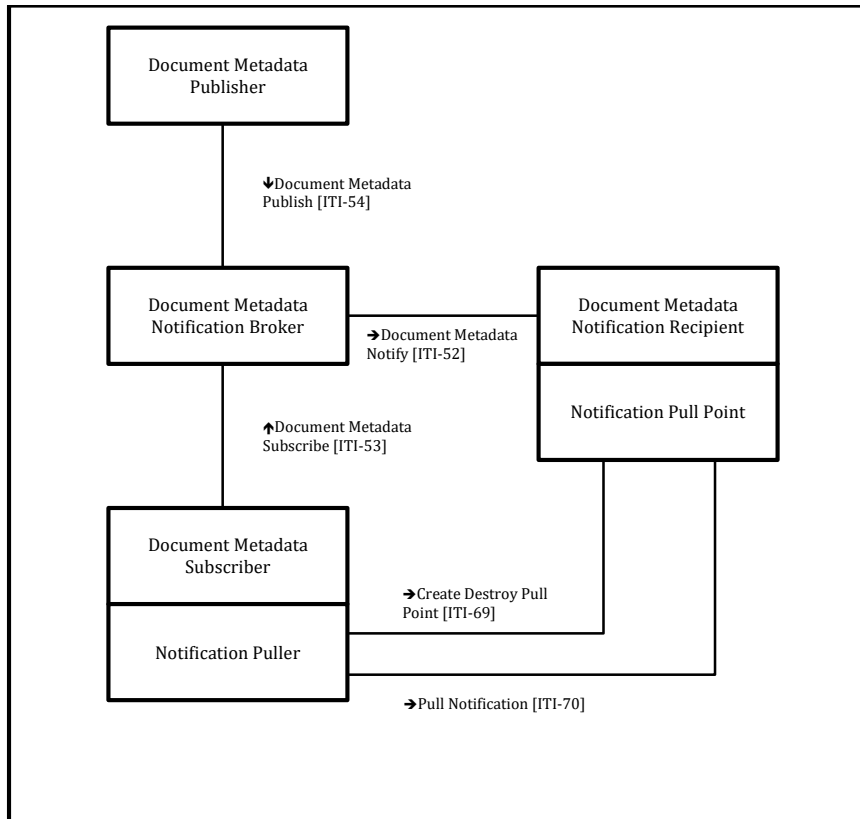 Document Metadata
Publisher
🡫Document Metadata
Publish [ITI-54]
Document Metadata
Notification Broker
➔Document Metadata
Notify [ITI-52]
Document Metadata
Notification Recipient
Notification Pull Point
🡩Document Metadata
Subscribe [ITI-53]
Document Metadata
Subscriber
➔Create Destroy Pull
Point [ITI-69]
Notification Puller
➔Pull Notification [ITI-70]